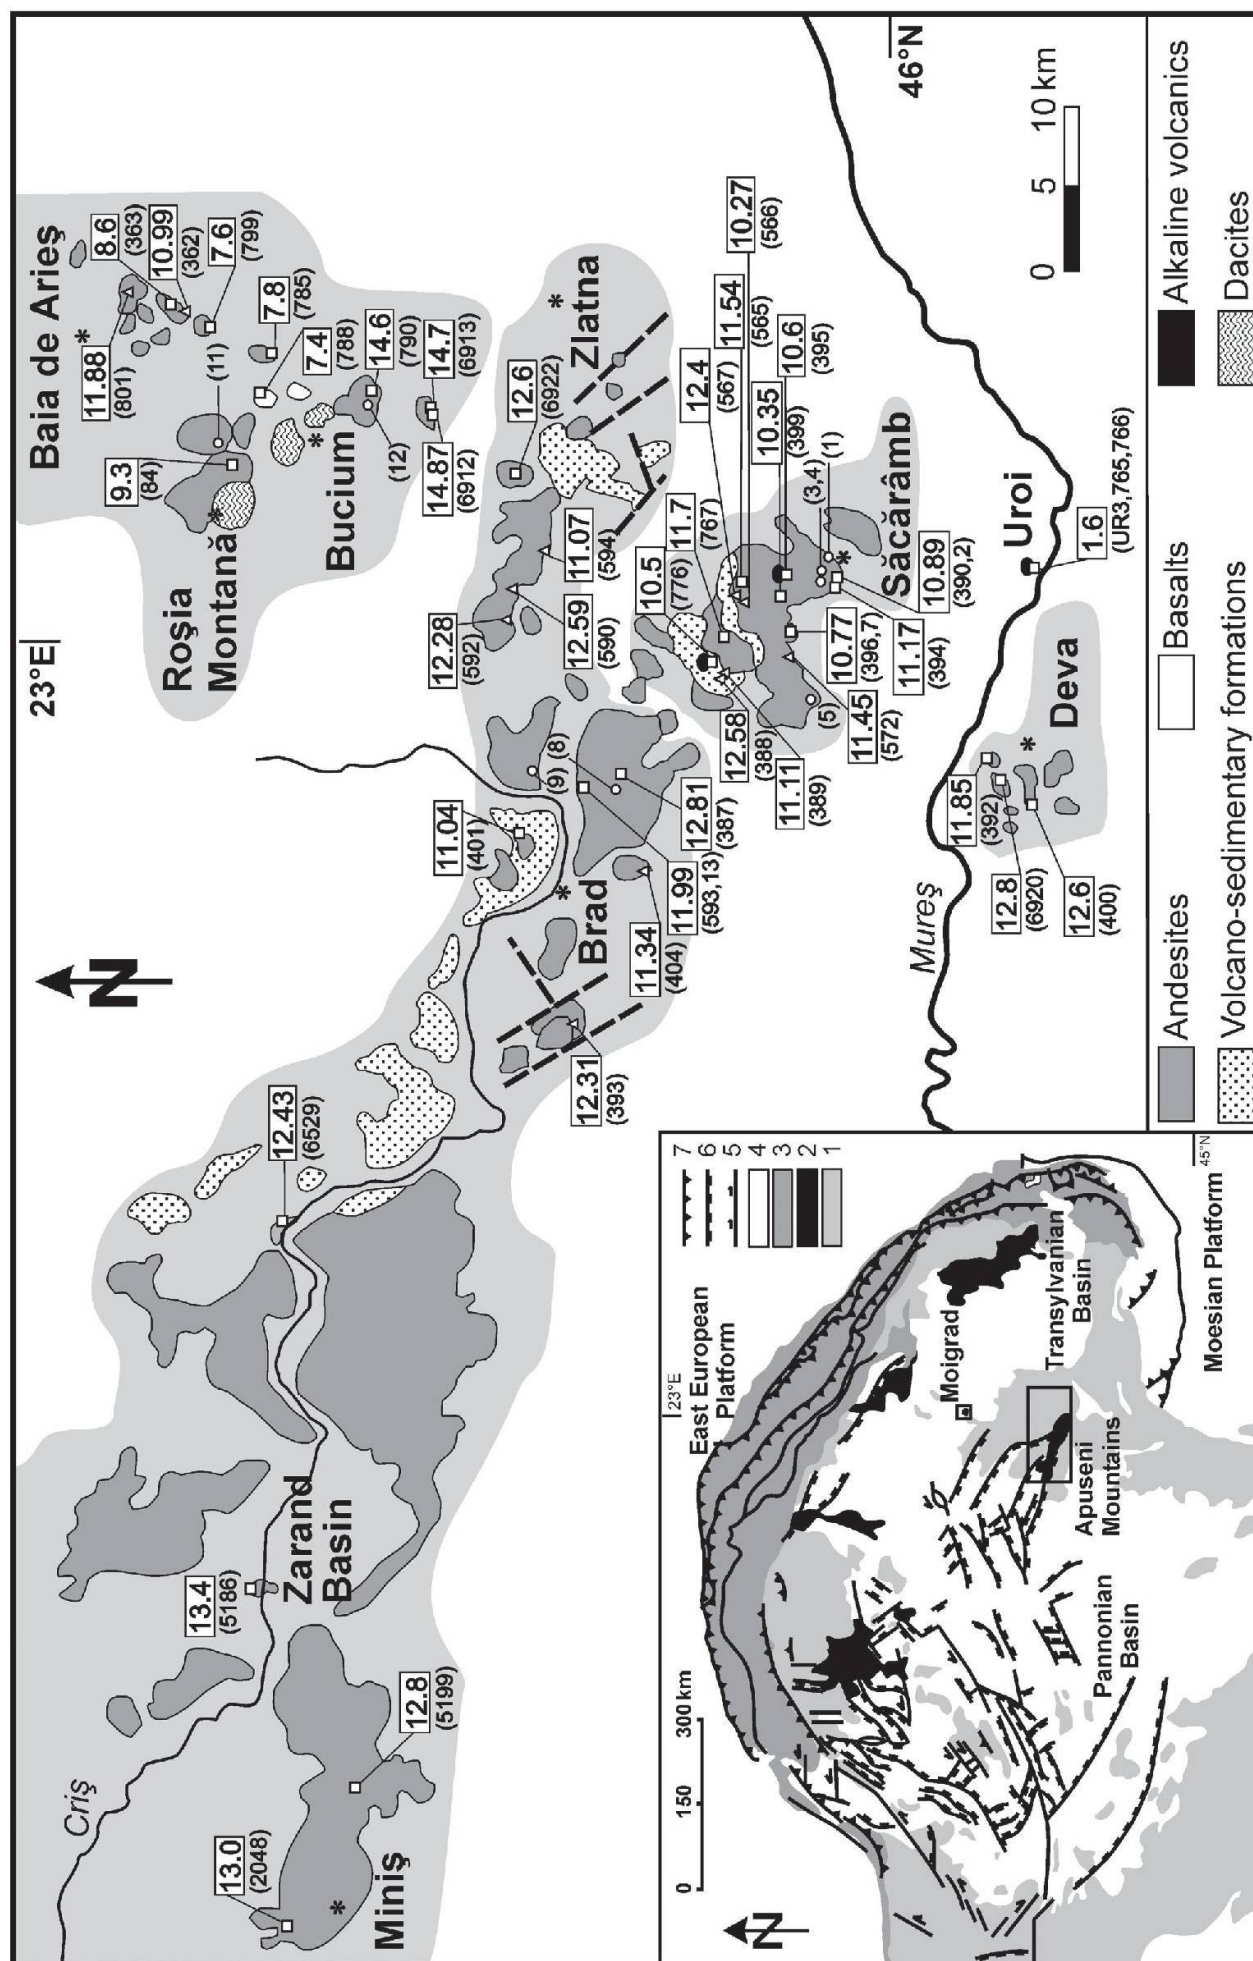 23°E
46°N
N
Criş
Mureş
Baia de Arieş
Roşia
Montană
Bucium
Zlatna
Brad
Săcărâmb
Deva
Uroi
Zarand
Basin
Miniş
13.0
(2048)
12.8
(5199)
13.4
(5186)
12.43
(6529)
12.31
(393)
11.34
(404)
11.99
(593,13)
12.81
(387)
11.04
(401)
(9)
(8)
12.28
(592)
12.59
(590)
11.07
(594)
12.6
(6922)
9.3
(84)
(11)
11.88
(801)
8.6
(363)
10.99
(362)
7.6
(799)
7.8
(785)
7.4
(788)
14.6
(790)
14.7
(6913)
14.87
(6912)
(12)
10.5
(776)
11.7
(767)
12.4
(567)
11.54
(565)
10.27
(566)
10.6
(395)
10.35
(399)
(3,4)
(1)
12.58
(388)
11.11
(389)
11.45
(572)
(5)
10.77
(396,7)
11.17
(394)
10.89
(390,2)
11.85
(392)
12.8
(6920)
12.6
(400)
1.6
(UR3,765,766)
0
5
10 km
Andesites
Basalts
Alkaline volcanics
Volcano-sedimentary formations
Dacites
N
0
150
300 km
23°E
East European
Platform
7
6
5
4
3
2
1
Moigrad
Transylvanian
Basin
Apuseni
Mountains
Pannonian
Basin
Moesian Platform
45°N